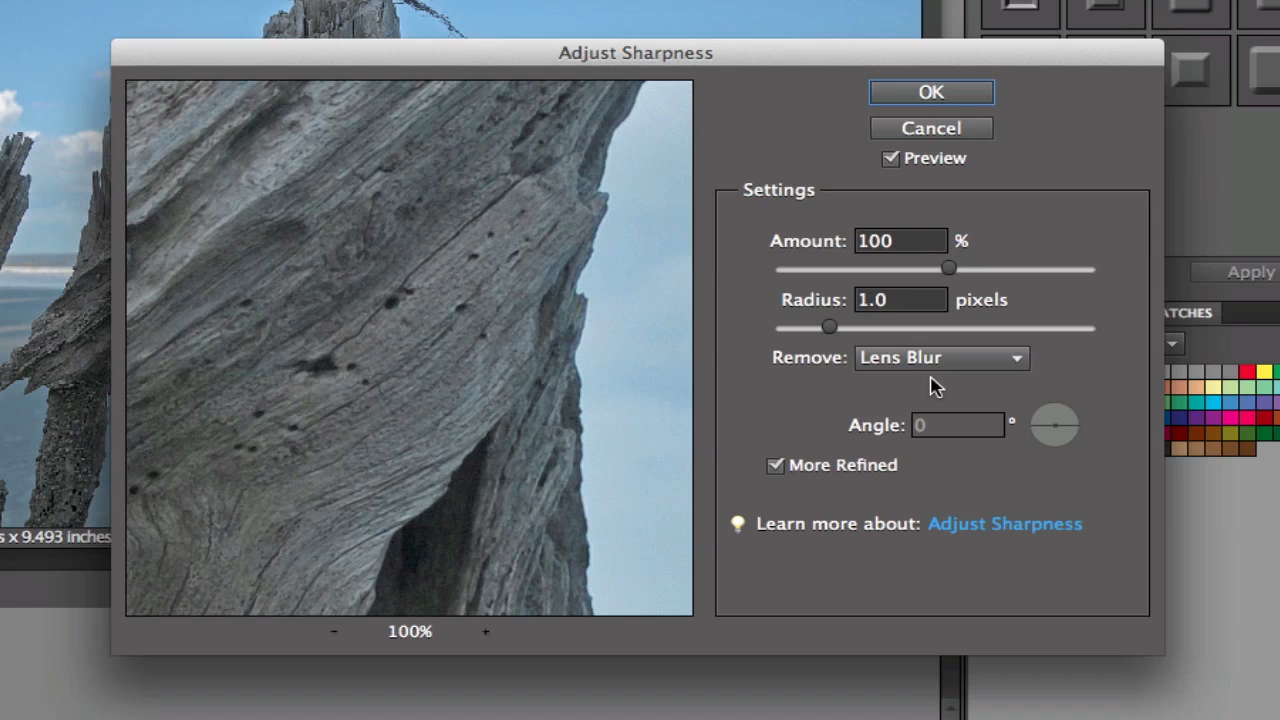 Adjust Sharpness
OK
Cancel
Preview
Settings
Amount: 100 %
Radius: 1.0 pixels
Remove: Lens Blur
Angle: 0 °
More Refined
Learn more about: Adjust Sharpness
- 100% +
s x 9.493 inches
Apply
ATCHES